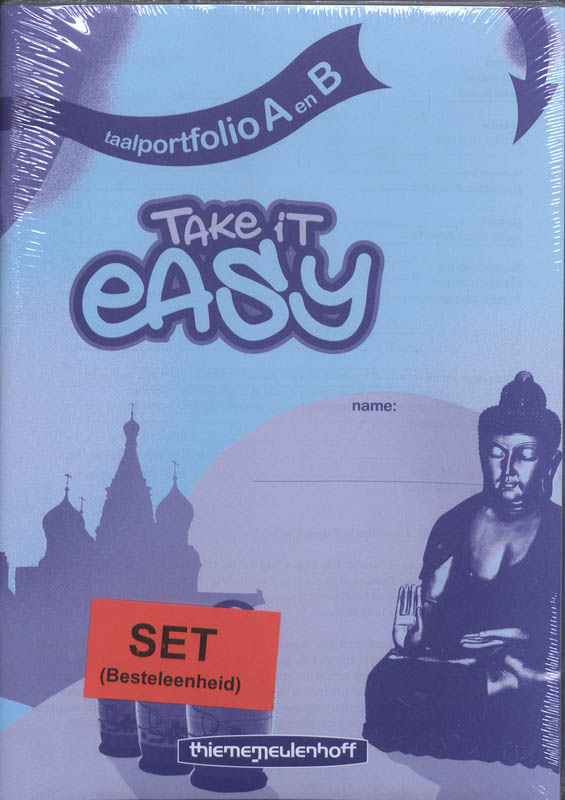 taalportfolio A en B
TAKE iT
eASy
name:
SET
(Besteleenheid)
thiememeulenhoff